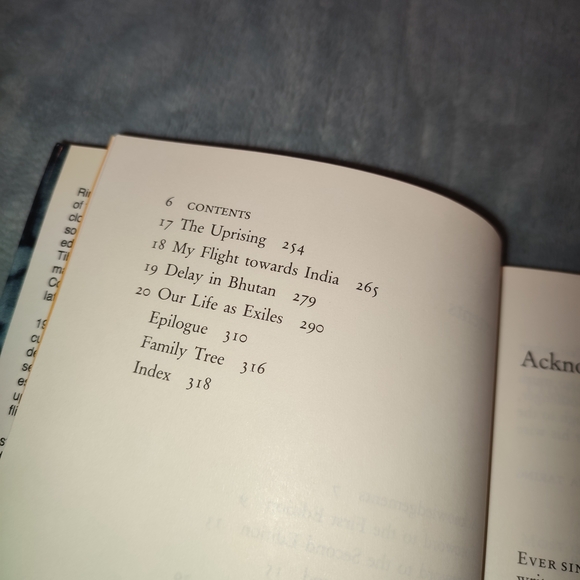 6 CONTENTS
17 The Uprising 254
18 My Flight towards India 265
19 Delay in Bhutan 279
20 Our Life as Exiles 290
Epilogue 310
Family Tree 316
Index 318
EVER